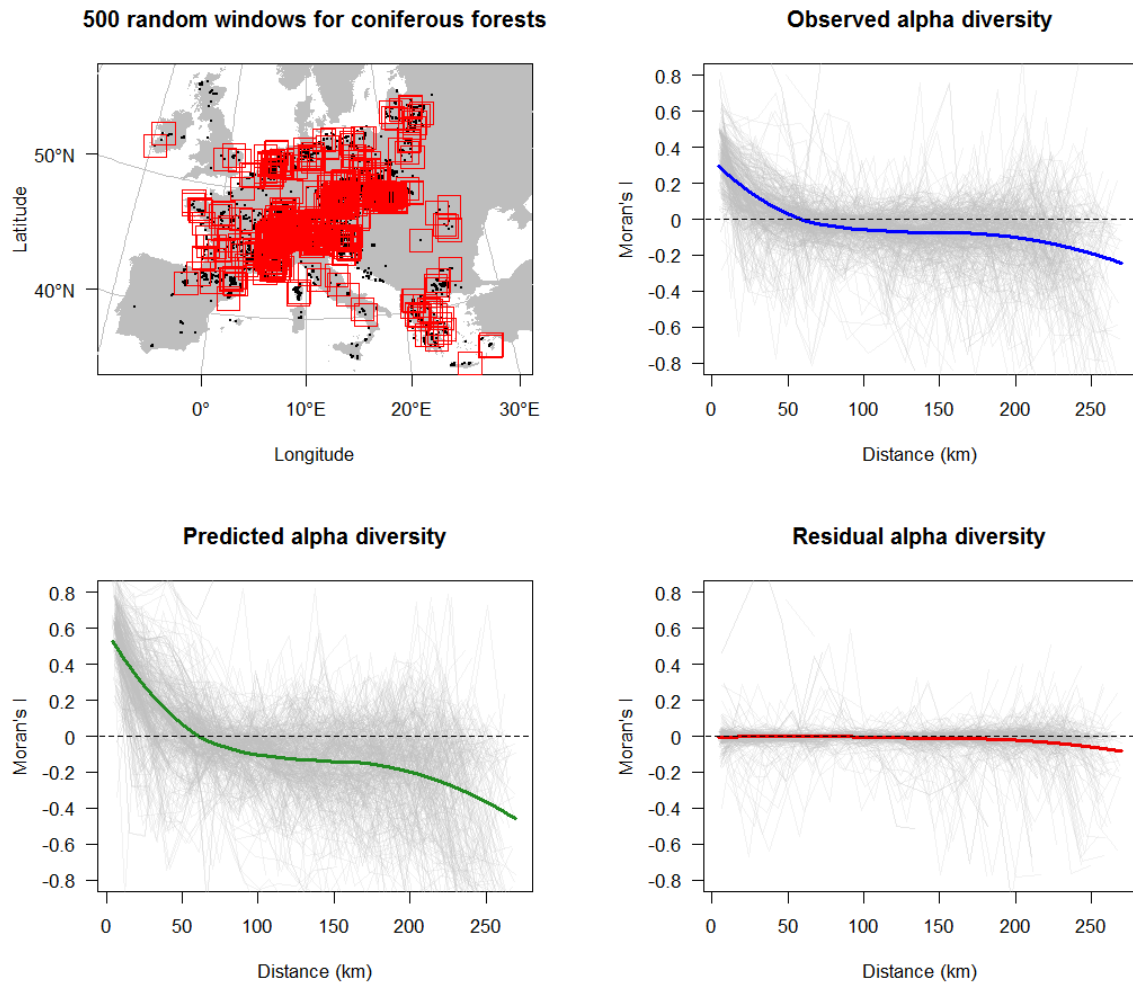 500 random windows for coniferous forests
50°N
40°N
Latitude
0°
10°E
20°E
30°E
Longitude
Observed alpha diversity
0.8
0.6
0.4
0.2
0
-0.2
-0.4
-0.6
-0.8
Moran's I
0
50
100
150
200
250
Distance (km)
Predicted alpha diversity
0.8
0.6
0.4
0.2
0
-0.2
-0.4
-0.6
-0.8
Moran's I
0
50
100
150
200
250
Distance (km)
Residual alpha diversity
0.8
0.6
0.4
0.2
0
-0.2
-0.4
-0.6
-0.8
Moran's I
0
50
100
150
200
250
Distance (km)